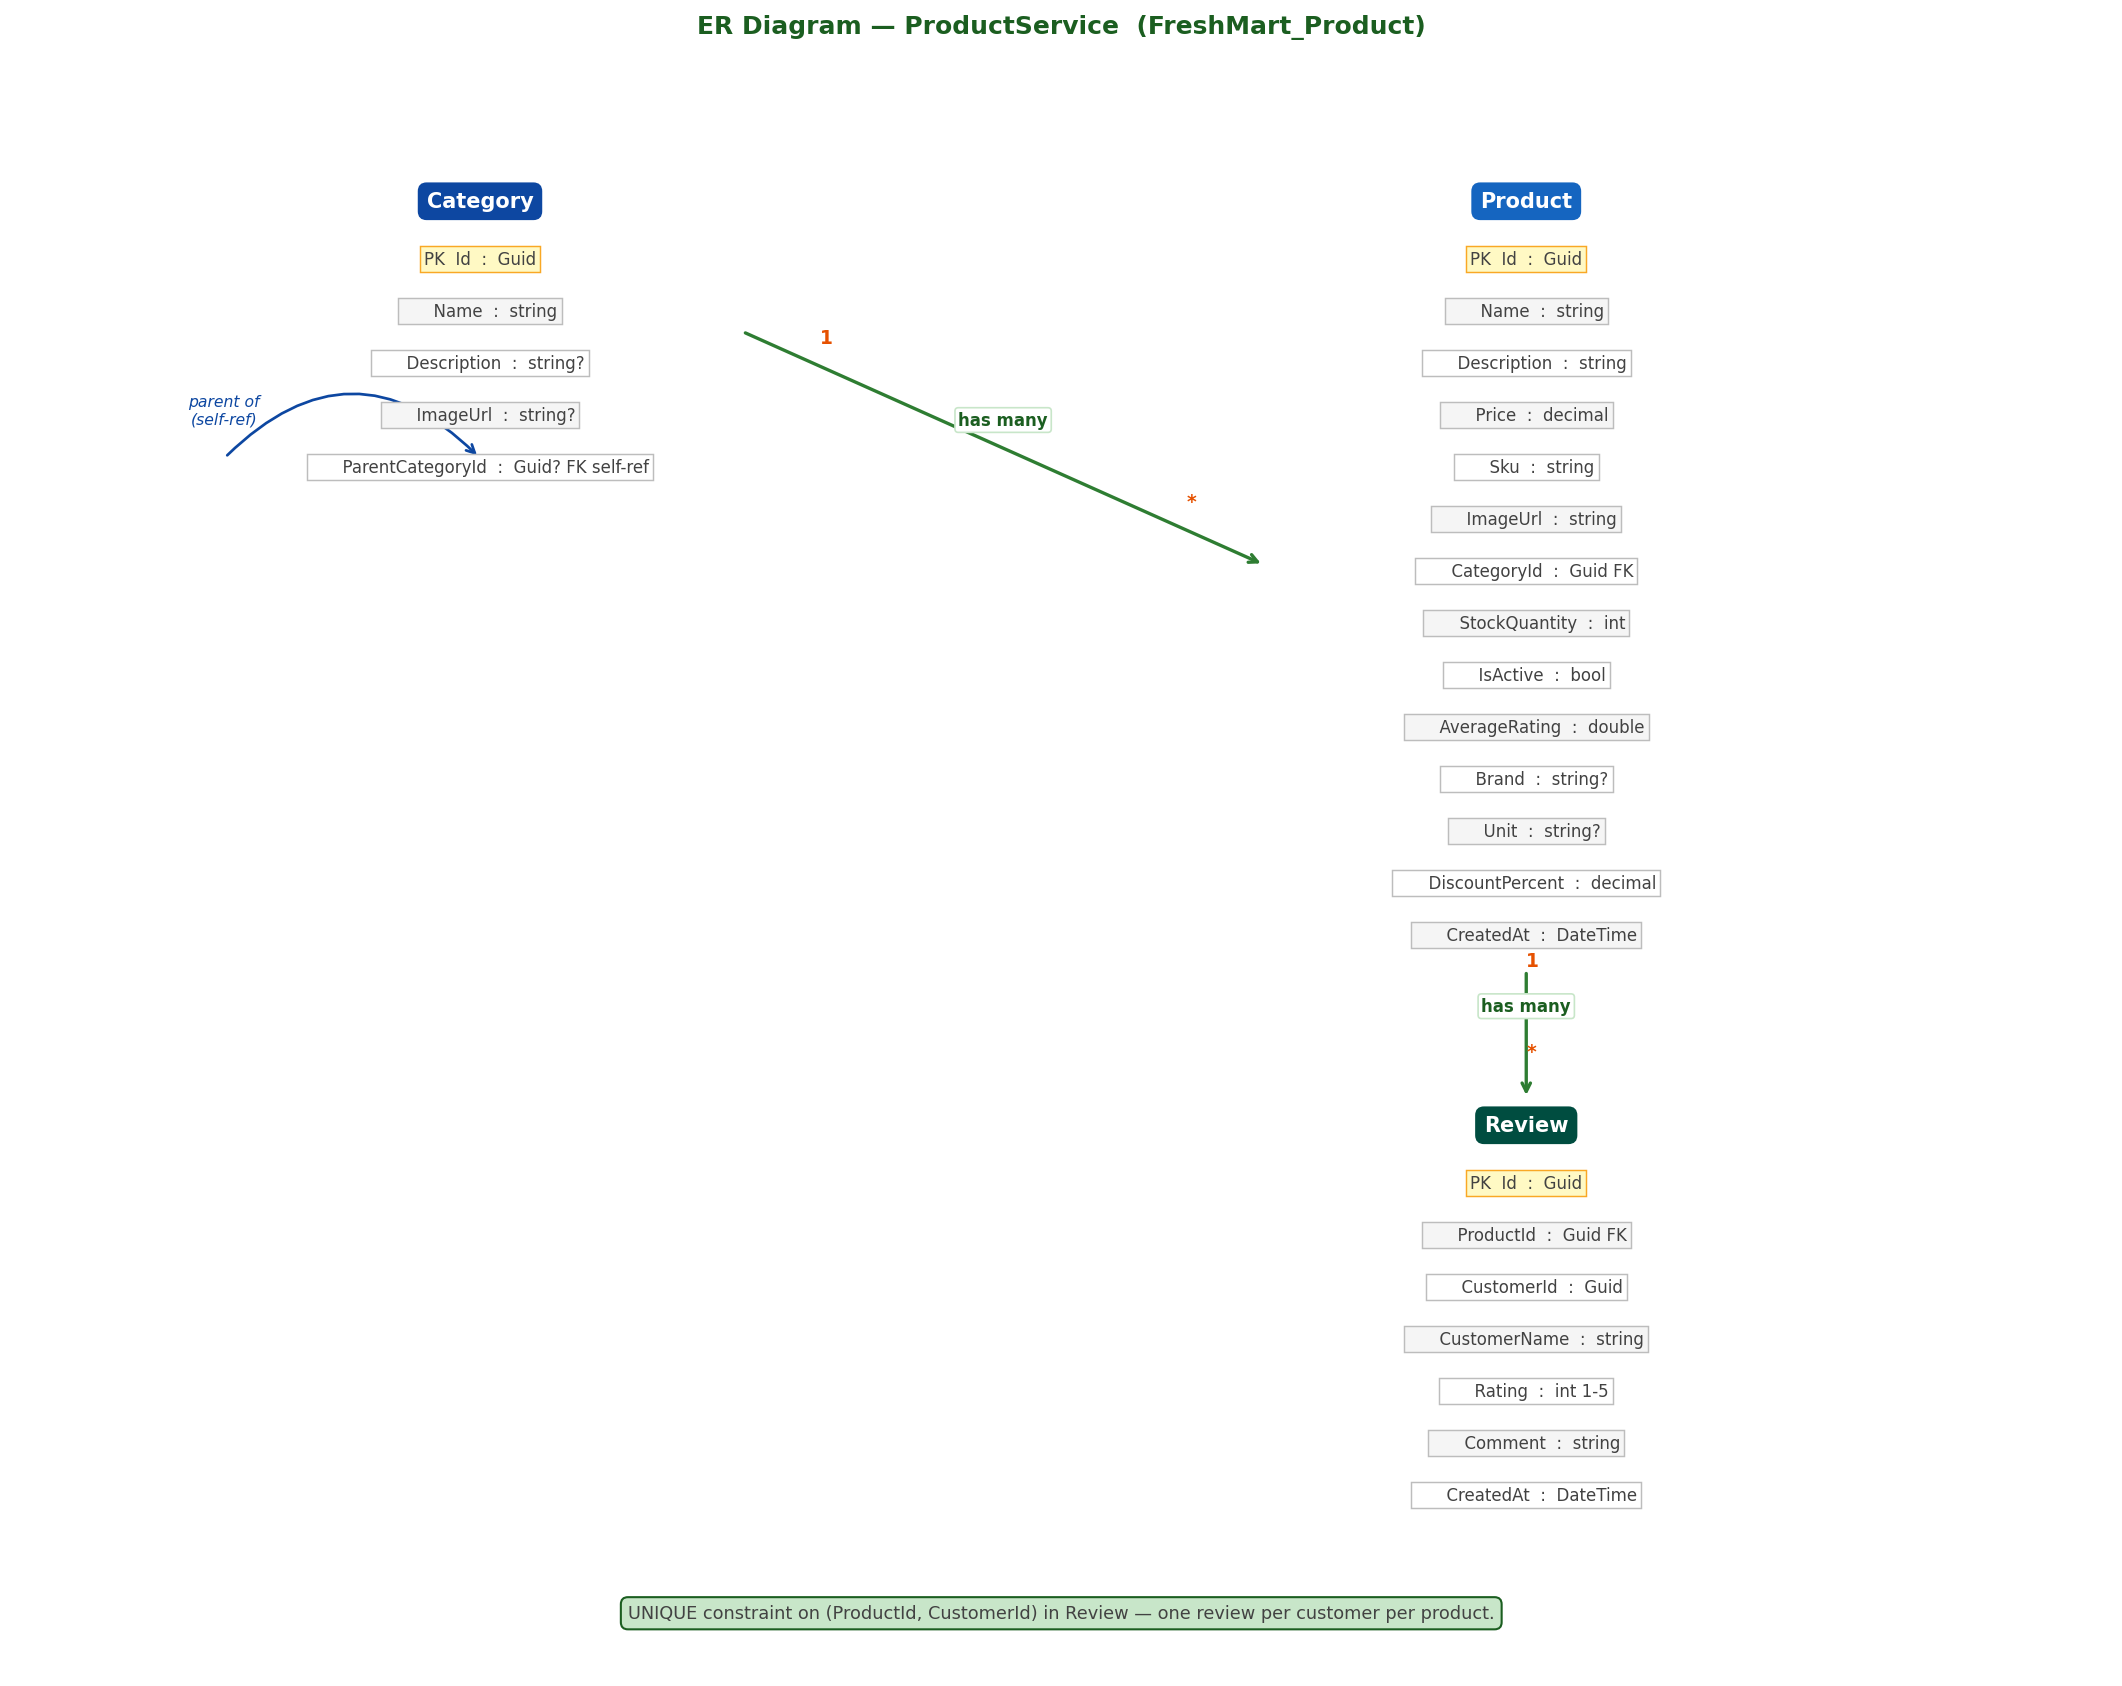 ER Diagram — ProductService  (FreshMart_Product)
Category
PK  Id  :  Guid
Name  :  string
Description  :  string?
ImageUrl  :  string?
ParentCategoryId  :  Guid? FK self-ref
parent of
(self-ref)
1
has many
*
Product
PK  Id  :  Guid
Name  :  string
Description  :  string
Price  :  decimal
Sku  :  string
ImageUrl  :  string
CategoryId  :  Guid FK
StockQuantity  :  int
IsActive  :  bool
AverageRating  :  double
Brand  :  string?
Unit  :  string?
DiscountPercent  :  decimal
CreatedAt  :  DateTime
1
has many
*
Review
PK  Id  :  Guid
ProductId  :  Guid FK
CustomerId  :  Guid
CustomerName  :  string
Rating  :  int 1-5
Comment  :  string
CreatedAt  :  DateTime
UNIQUE constraint on (ProductId, CustomerId) in Review — one review per customer per product.